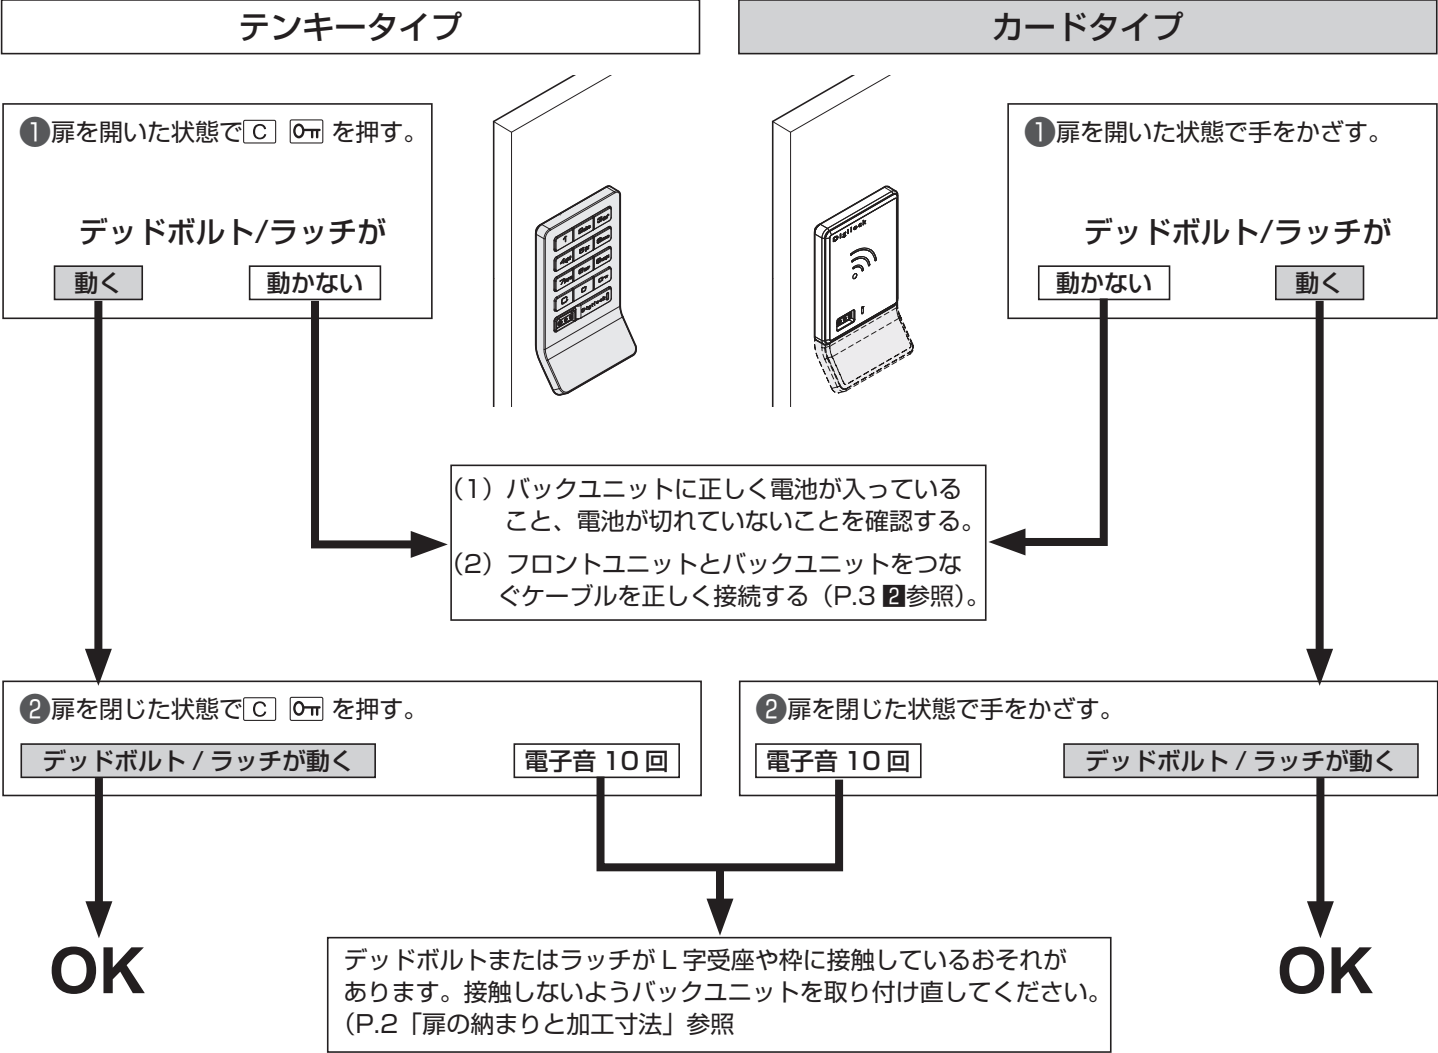 テンキータイプ
カードタイプ
❶扉を開いた状態で C を押す。
デッドボルト/ラッチが
動く 動かない
❶扉を開いた状態で手をかざす。
デッドボルト/ラッチが
動かない 動く
Digilock
(1)バックユニットに正しく電池が入っている
こと、電池が切れていないことを確認する。
(2)フロントユニットとバックユニットをつな
ぐケーブルを正しく接続する(P.3 2参照)。
❷扉を閉じた状態で C を押す。
デッドボルト / ラッチが動く 電子音 10 回
❷扉を閉じた状態で手をかざす。
電子音 10 回 デッドボルト / ラッチが動く
OK
OK
デッドボルトまたはラッチが L 字受座や枠に接触しているおそれが
あります。接触しないようバックユニットを取り付け直してください。
(P.2「扉の納まりと加工寸法」参照